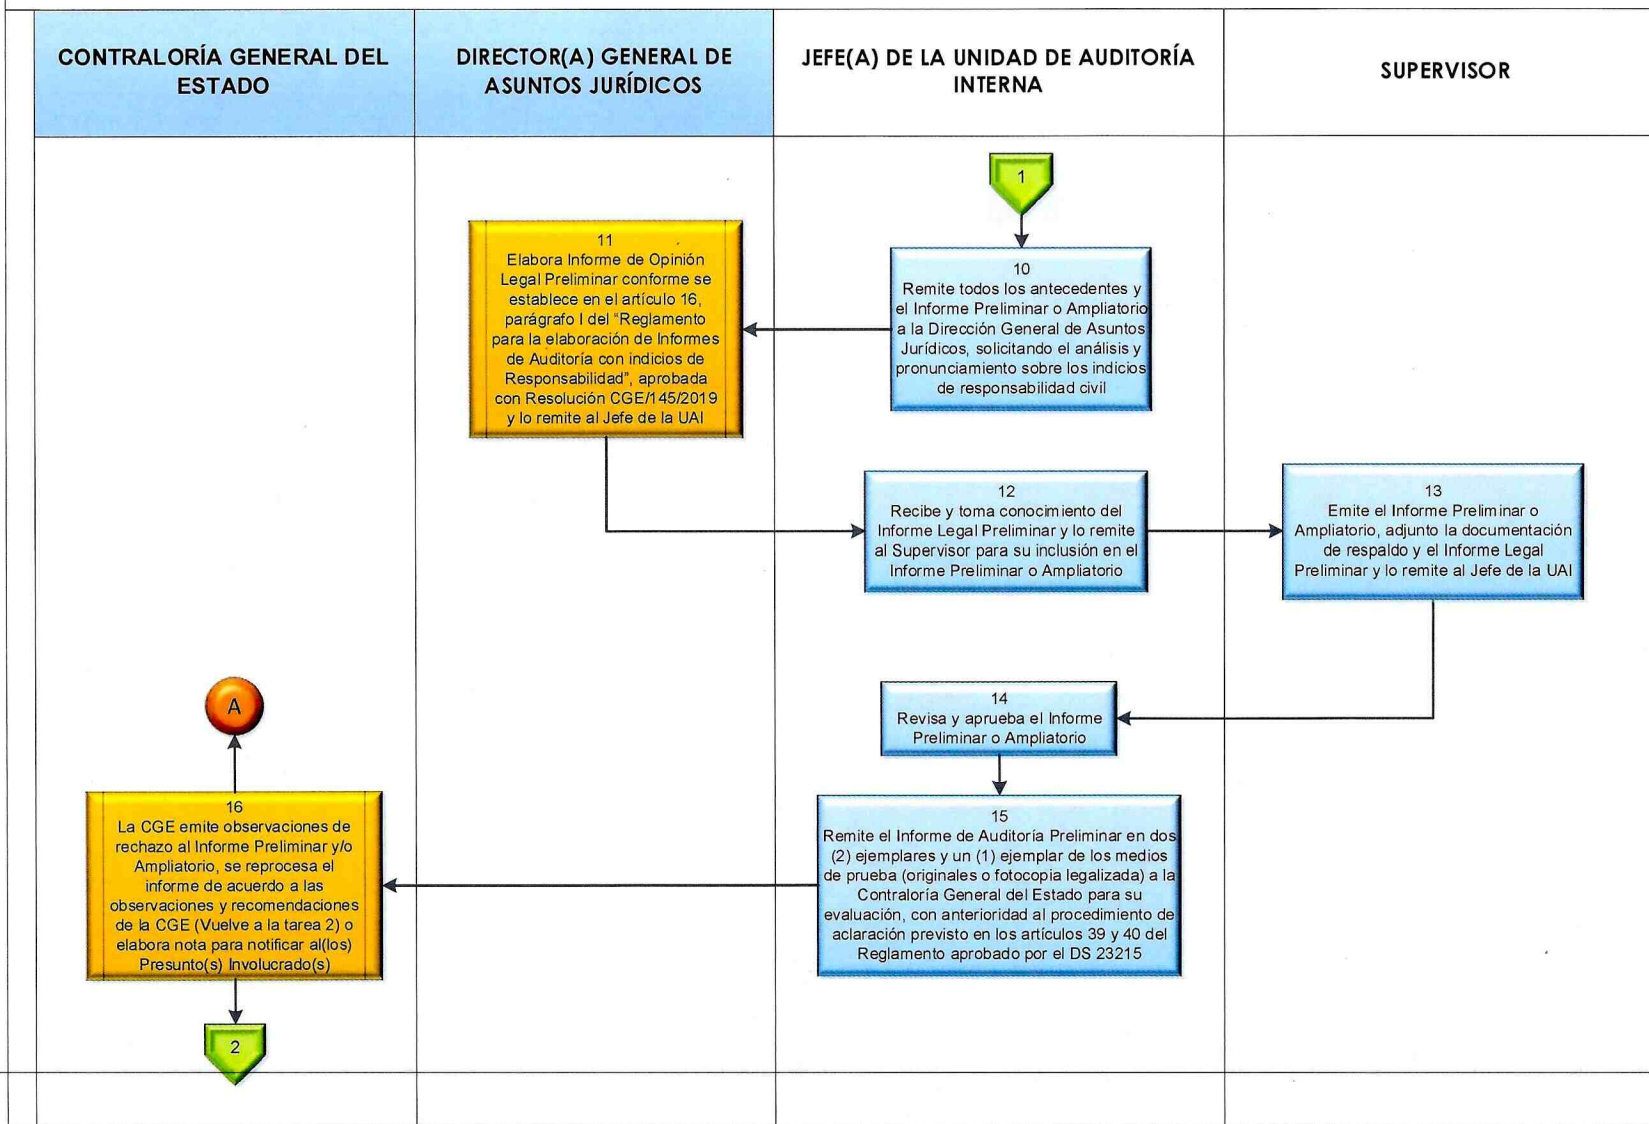 CONTRALORÍA GENERAL DEL
ESTADO
DIRECTOR(A) GENERAL DE
ASUNTOS JURÍDICOS
JEFE(A) DE LA UNIDAD DE AUDITORÍA
INTERNA
SUPERVISOR
1
10
Remite todos los antecedentes y
el Informe Preliminar o Ampliatorio
a la Dirección General de Asuntos
Jurídicos, solicitando el análisis y
pronunciamiento sobre los indicios
de responsabilidad civil
11
Elabora Informe de Opinión
Legal Preliminar conforme se
establece en el artículo 16,
parágrafo I del "Reglamento
para la elaboración de Informes
de Auditoría con indicios de
Responsabilidad", aprobada
con Resolución CGE/145/2019
y lo remite al Jefe de la UAI
12
Recibe y toma conocimiento del
Informe Legal Preliminar y lo remite
al Supervisor para su inclusión en el
Informe Preliminar o Ampliatorio
13
Emite el Informe Preliminar o
Ampliatorio, adjunto la documentación
de respaldo y el Informe Legal
Preliminar y lo remite al Jefe de la UAI
14
Revisa y aprueba el Informe
Preliminar o Ampliatorio
15
Remite el Informe de Auditoría Preliminar en dos
(2) ejemplares y un (1) ejemplar de los medios
de prueba (originales o fotocopia legalizada) a la
Contraloría General del Estado para su
evaluación, con anterioridad al procedimiento de
aclaración previsto en los artículos 39 y 40 del
Reglamento aprobado por el DS 23215
A
16
La CGE emite observaciones de
rechazo al Informe Preliminar y/o
Ampliatorio, se reprocesa el
informe de acuerdo a las
observaciones y recomendaciones
de la CGE (Vuelve a la tarea 2) o
elabora nota para notificar al(los)
Presunto(s) Involucrado(s)
2